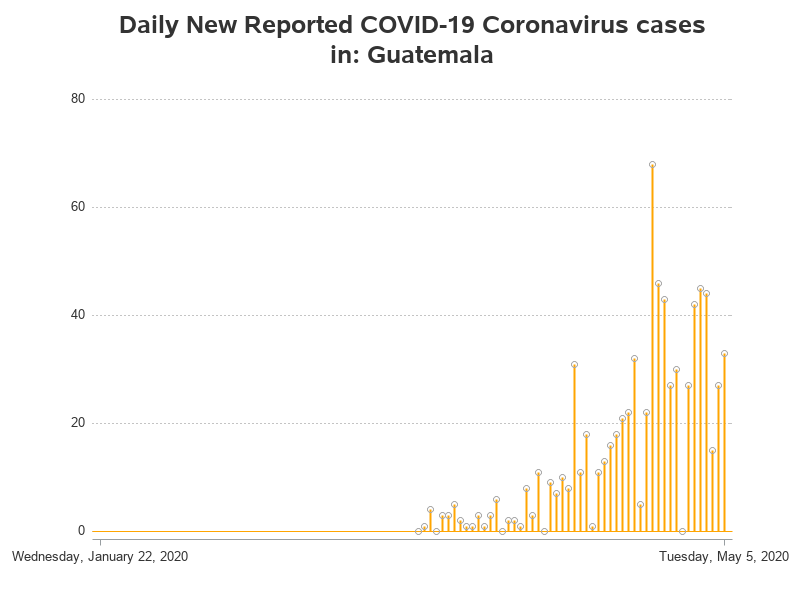 Daily New Reported COVID-19 Coronavirus cases
in: Guatemala
80
60
40
20
0
Wednesday, January 22, 2020
Tuesday, May 5, 2020